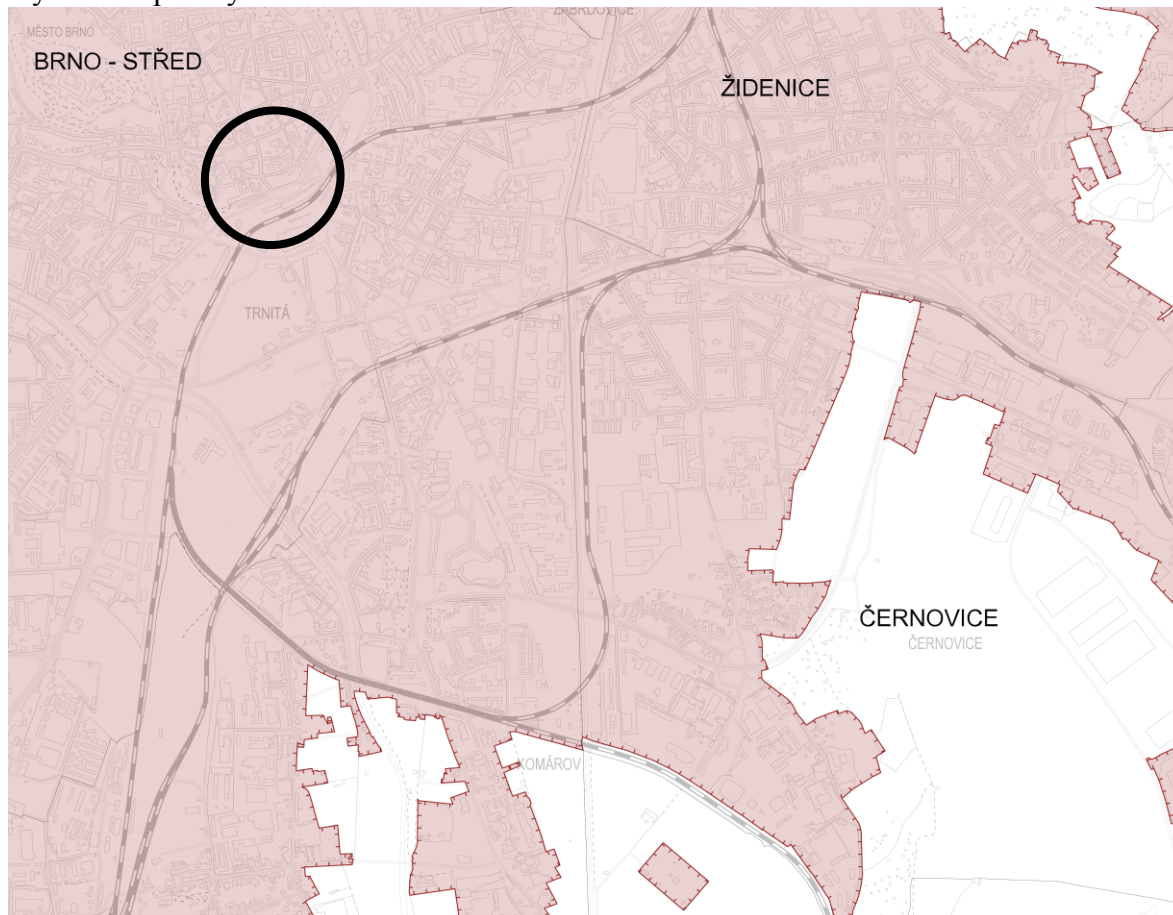 ZÁBRDOVICE
MĚSTO BRNO
BRNO - STŘED
ŽIDENICE
TRNITÁ
ČERNOVICE
ČERNOVICE
KOMÁROV